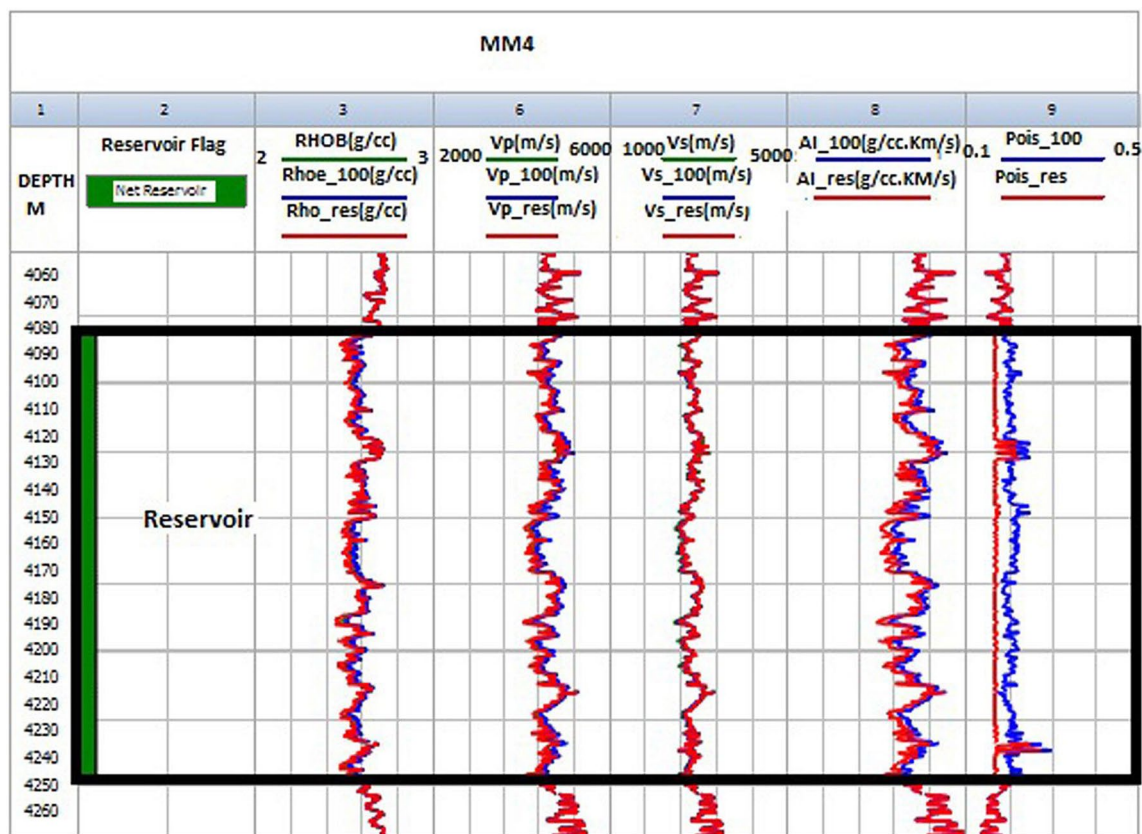 MM4
1 2 3 6 7 8 9
DEPTH
M
Reservoir Flag
Net Reservoir
RHOB(g/cc)
2 3
Rhoe_100(g/cc)
Rho_res(g/cc)
Vp(m/s)
2000 6000
Vp_100(m/s)
Vp_res(m/s)
Vs(m/s)
1000 5000
Vs_100(m/s)
Vs_res(m/s)
AI_100(g/cc.Km/s)
AI_res(g/cc.KM/s)
Pois_100
0.1 0.5
Pois_res
4060
4070
4080
4090
4100
4110
4120
4130
4140
4150
4160
4170
4180
4190
4200
4210
4220
4230
4240
4250
4260
Reservoir